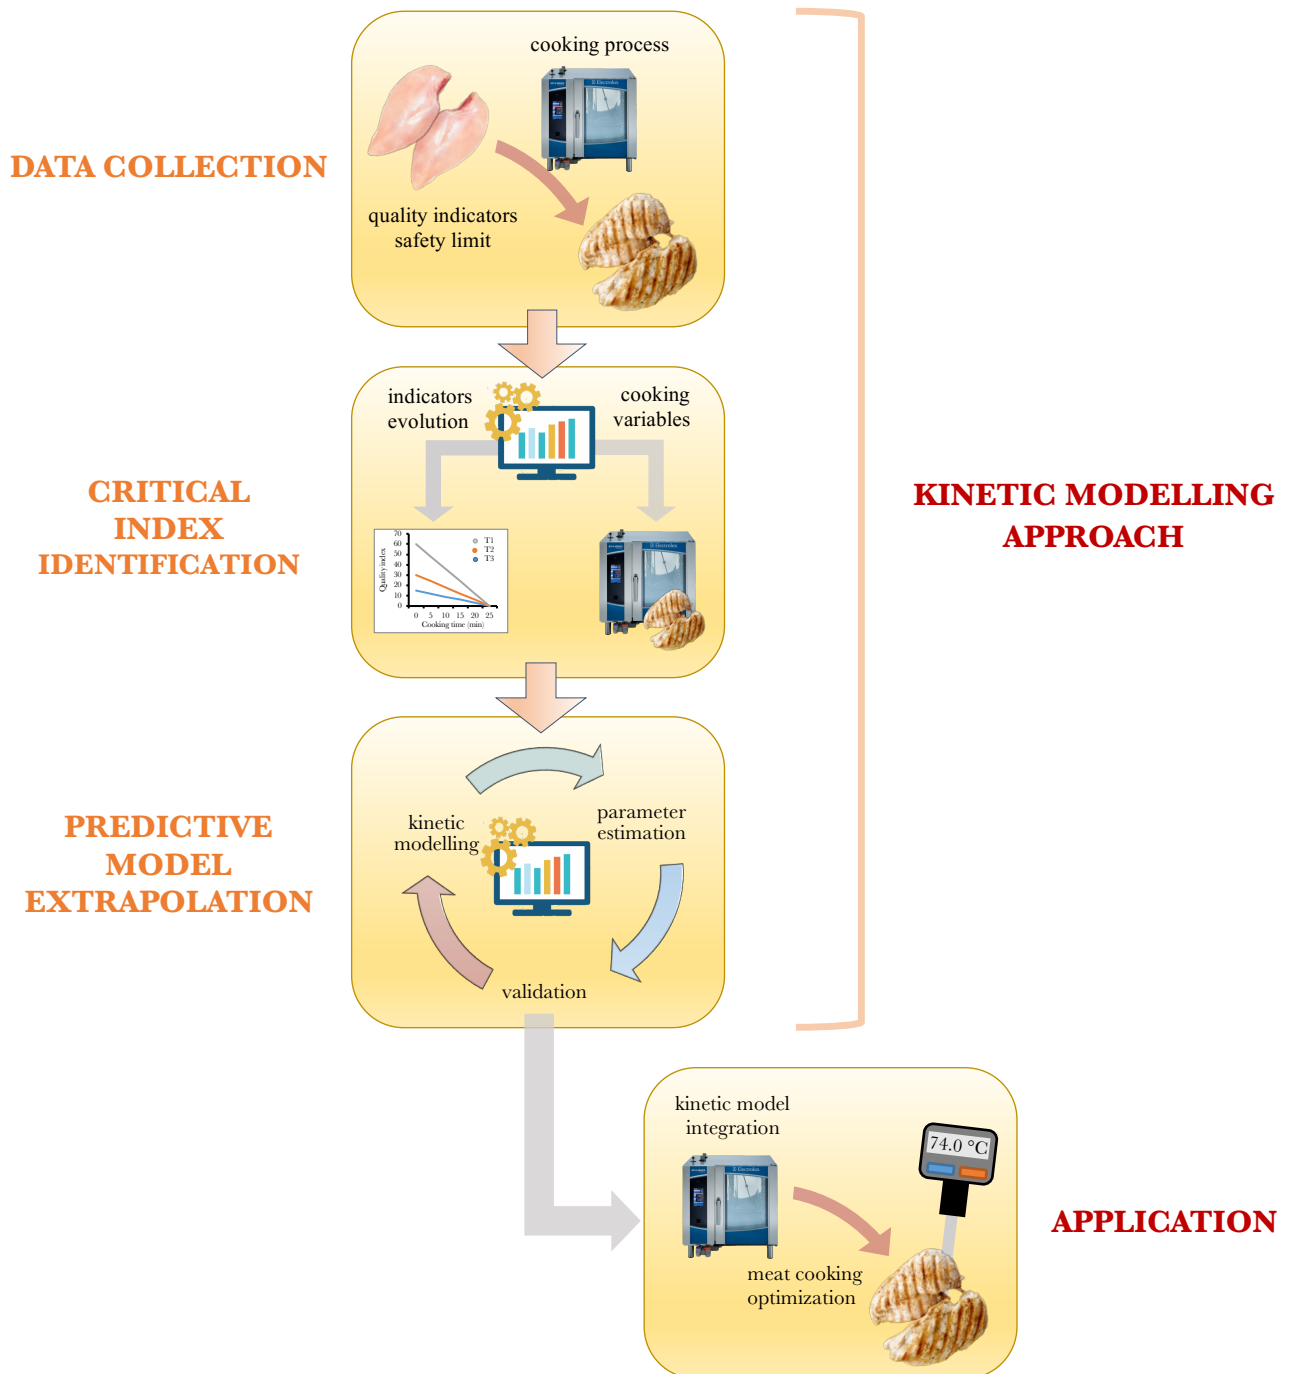 cooking process
Electrolux
DATA COLLECTION
quality indicators
safety limit
indicators
evolution
cooking
variables
CRITICAL
INDEX
IDENTIFICATION
Quality index
70
60
50
40
30
20
10
0
T1
T2
T3
0 5 10 15 20 25
Cooking time (min)
Electrolux
KINETIC MODELLING
APPROACH
PREDICTIVE
MODEL
EXTRAPOLATION
kinetic
modelling
parameter
estimation
validation
kinetic model
integration
Electrolux
74.0 °C
meat cooking
optimization
APPLICATION